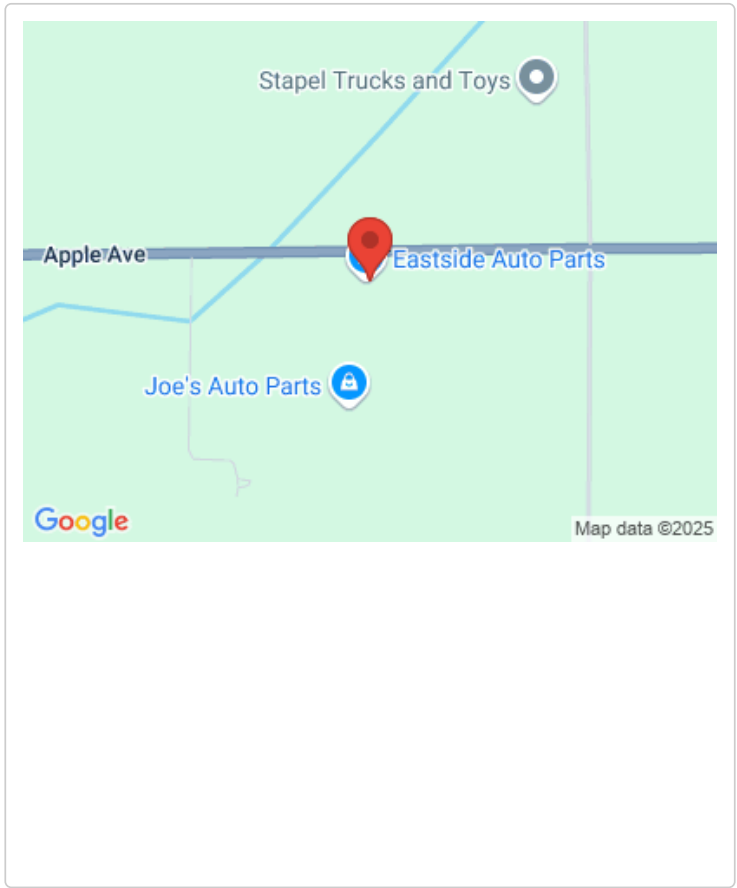 Stapel Trucks and Toys
Apple Ave
Eastside Auto Parts
Joe's Auto Parts
Google
Map data ©2025